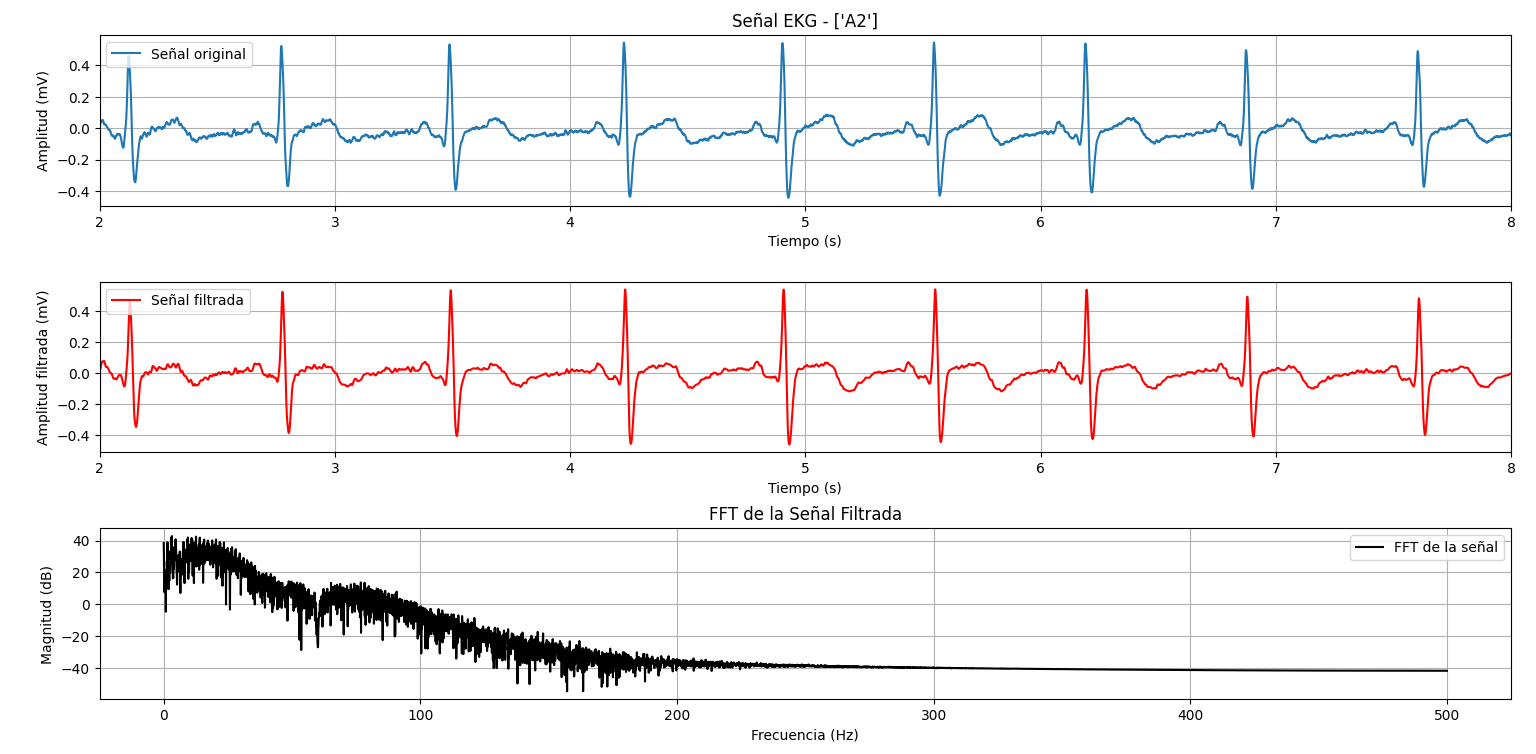 Señal EKG - ['A2']
Señal original
Amplitud (mV)
0.4
0.2
0.0
−0.2
−0.4
2 3 4 5 6 7 8
Tiempo (s)
Señal filtrada
Amplitud filtrada (mV)
0.4
0.2
0.0
−0.2
−0.4
2 3 4 5 6 7 8
Tiempo (s)
FFT de la Señal Filtrada
FFT de la señal
Magnitud (dB)
40
20
0
−20
−40
0 100 200 300 400 500
Frecuencia (Hz)